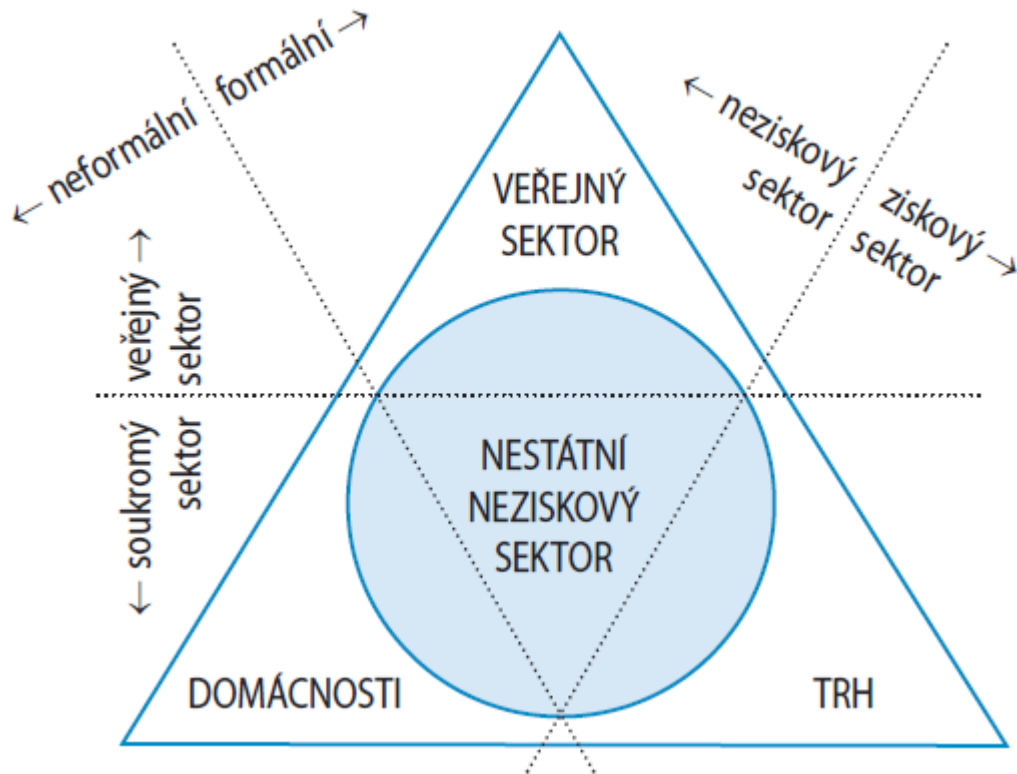 ← neformální formální →
← neziskový
sektor
ziskový →
sektor
VEŘEJNÝ
SEKTOR
veřejný →
sektor
← soukromý
sektor
NESTÁTNÍ
NEZISKOVÝ
SEKTOR
DOMÁCNOSTI
TRH